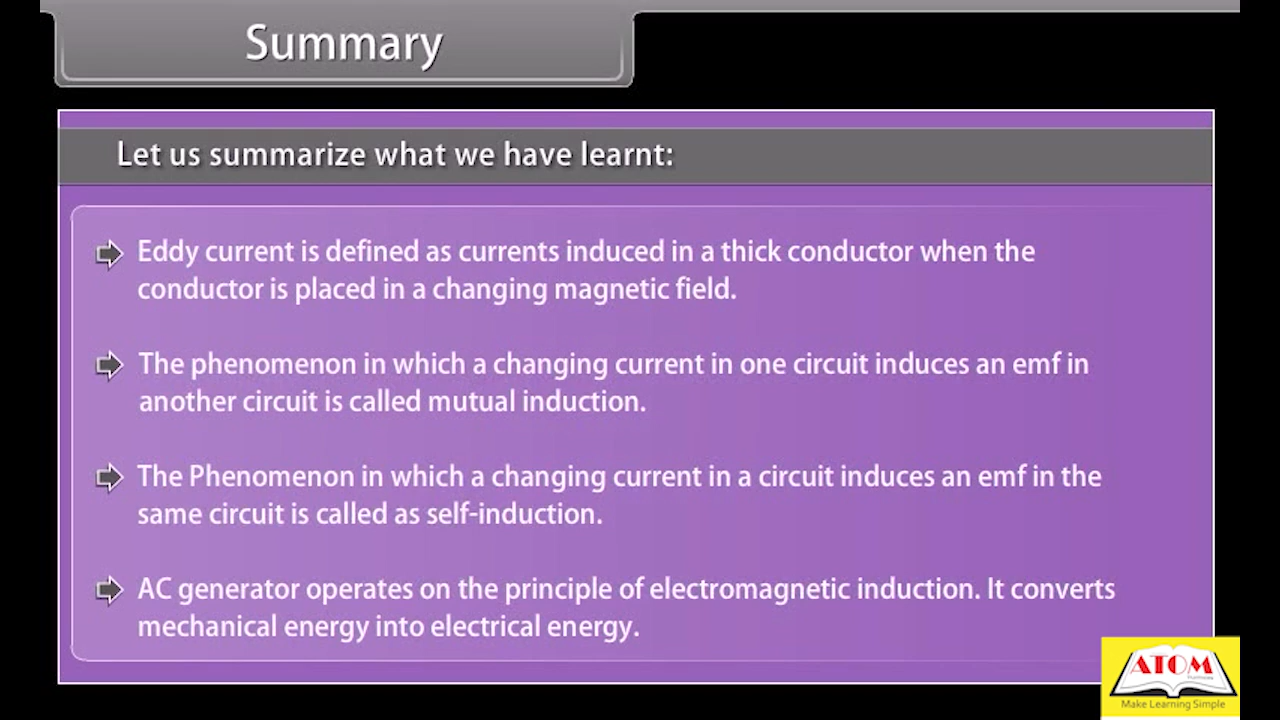 Summary
Let us summarize what we have learnt:
Eddy current is defined as currents induced in a thick conductor when the
conductor is placed in a changing magnetic field.
The phenomenon in which a changing current in one circuit induces an emf in
another circuit is called mutual induction.
The Phenomenon in which a changing current in a circuit induces an emf in the
same circuit is called as self-induction.
AC generator operates on the principle of electromagnetic induction. It converts
mechanical energy into electrical energy.
ATOM
Make Learning Simple